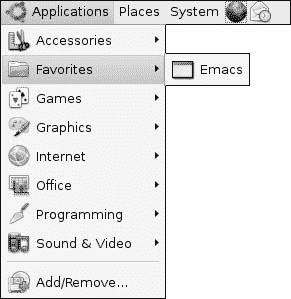 Applications Places System
Accessories
Favorites
Emacs
Games
Graphics
Internet
Office
Programming
Sound & Video
Add/Remove...